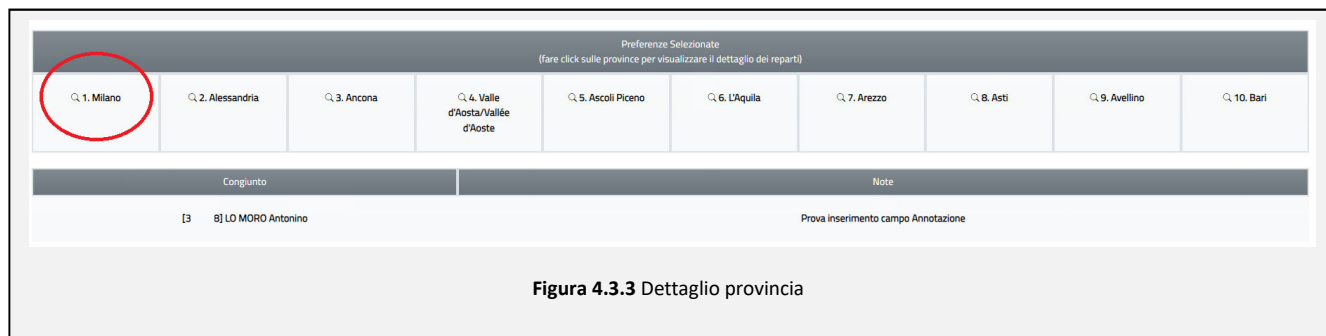 Preferenze Selezionate
(fare click sulle province per visualizzare il dettaglio dei reparti)
1. Milano
2. Alessandria
3. Ancona
4. Valle
d'Aosta/Vallée
d'Aoste
5. Ascoli Piceno
6. L'Aquila
7. Arezzo
8. Asti
9. Avellino
10. Bari
Congiunto
Note
[3 8] LO MORO Antonino
Prova inserimento campo Annotazione
Figura 4.3.3 Dettaglio provincia